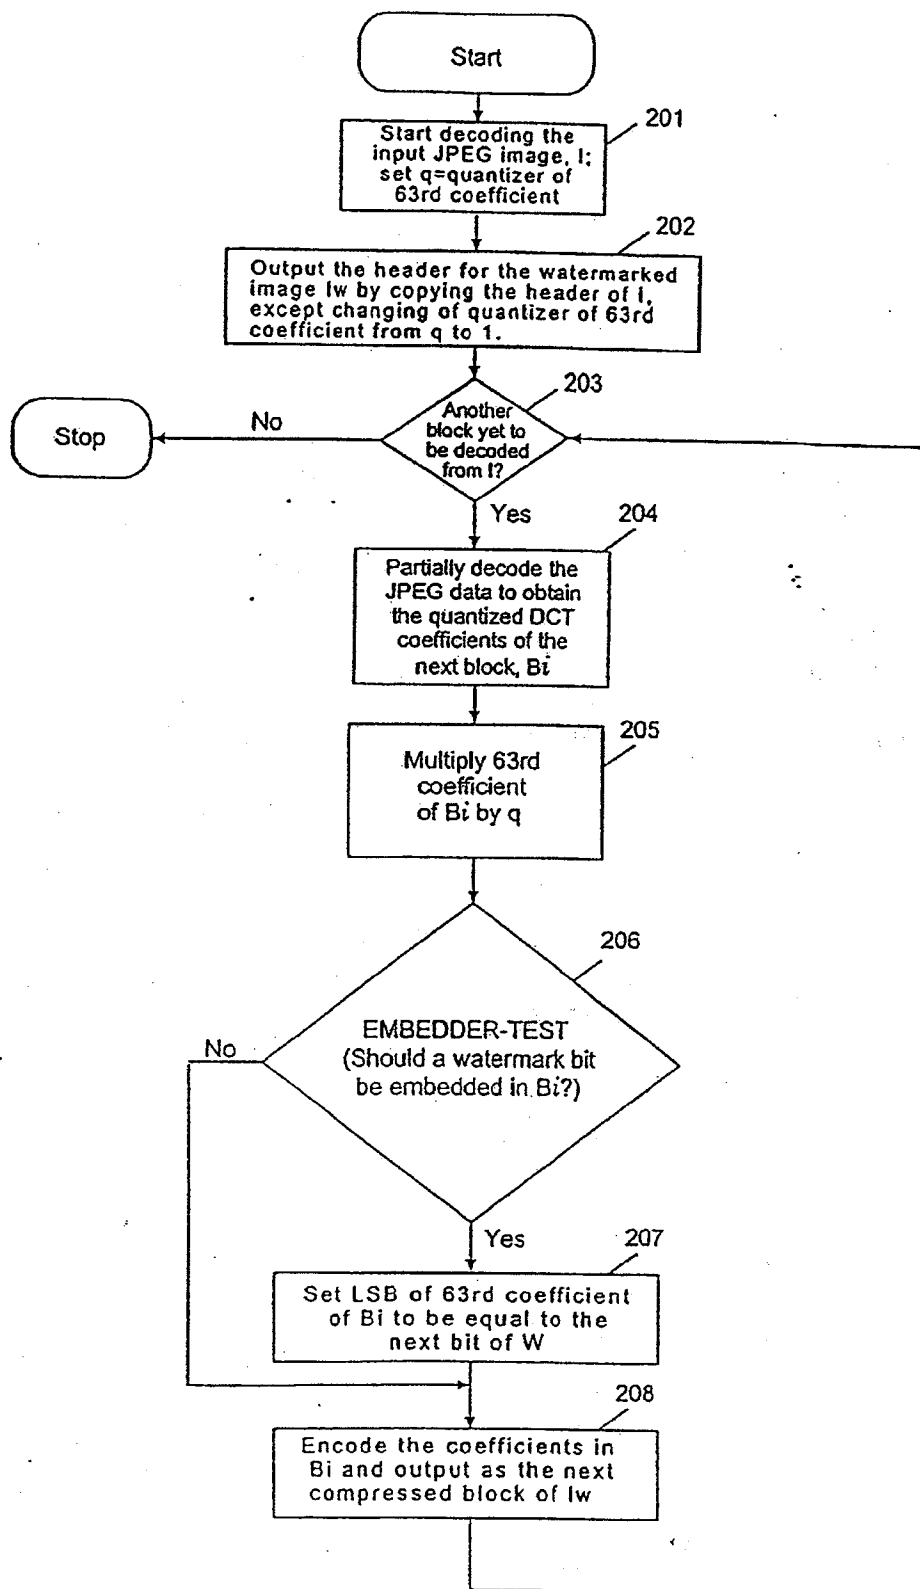 Start
201
Start decoding the
input JPEG image, I;
set q=quantizer of
63rd coefficient
202
Output the header for the watermarked
image Iw by copying the header of I,
except changing of quantizer of 63rd
coefficient from q to 1.
203
Another
block yet to
be decoded
from I?
No
Stop
Yes
204
Partially decode the
JPEG data to obtain
the quantized DCT
coefficients of the
next block, Bi
205
Multiply 63rd
coefficient
of Bi by q
206
EMBEDDER-TEST
(Should a watermark bit
be embedded in Bi?)
No
Yes
207
Set LSB of 63rd coefficient
of Bi to be equal to the
next bit of W
208
Encode the coefficients in
Bi and output as the next
compressed block of Iw